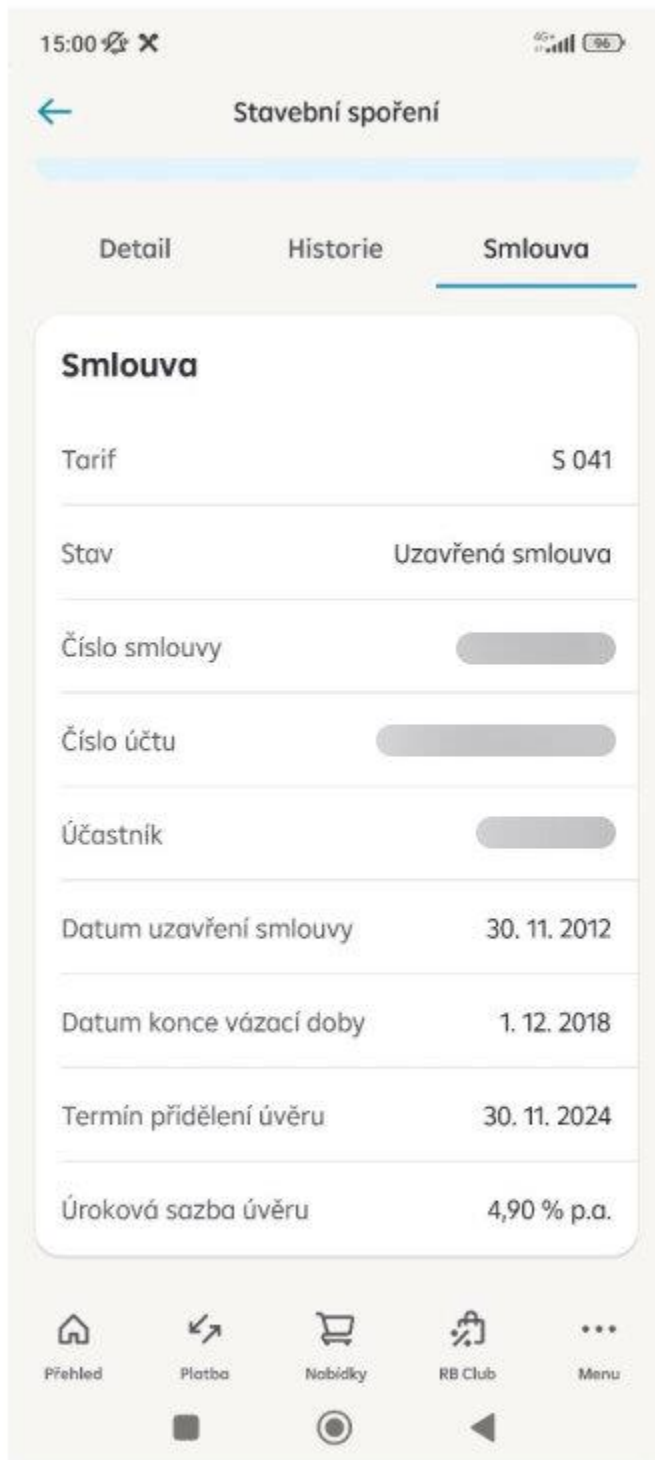 15:00
4G+
96
Stavební spoření
Detail Historie Smlouva
Smlouva
Tarif S 041
Stav Uzavřená smlouva
Číslo smlouvy
Číslo účtu
Účastník
Datum uzavření smlouvy 30. 11. 2012
Datum konce vázací doby 1. 12. 2018
Termín přidělení úvěru 30. 11. 2024
Úroková sazba úvěru 4,90 % p.a.
Přehled Platba Nabídky RB Club Menu